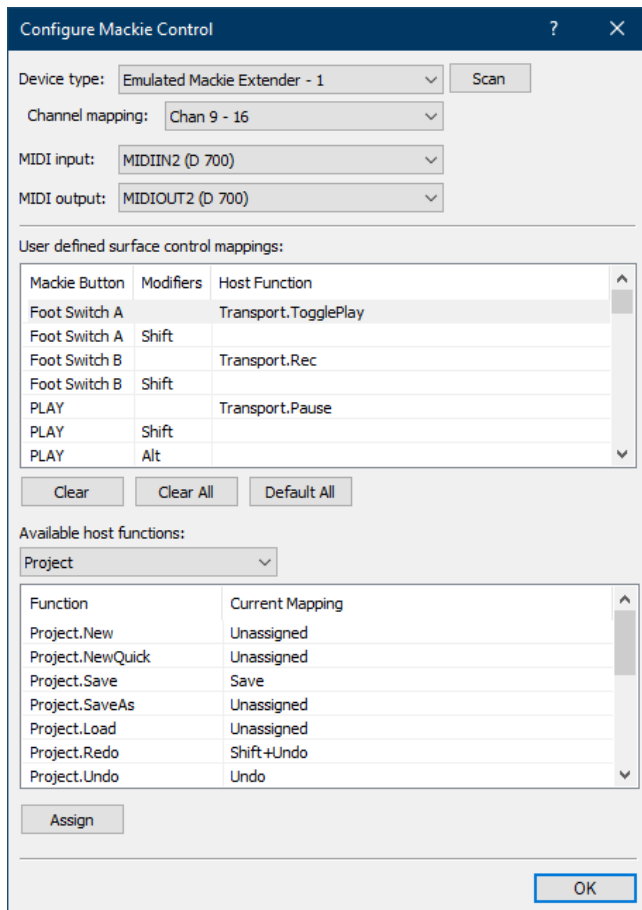 Configure Mackie Control ? ×
Device type: Emulated Mackie Extender - 1 Scan
Channel mapping: Chan 9 - 16
MIDI input: MIDIIN2 (D 700)
MIDI output: MIDIOUT2 (D 700)
User defined surface control mappings:
Mackie Button Modifiers Host Function
Foot Switch A Transport.TogglePlay
Foot Switch A Shift
Foot Switch B Transport.Rec
Foot Switch B Shift
PLAY Transport.Pause
PLAY Shift
PLAY Alt
Clear Clear All Default All
Available host functions:
Project
Function Current Mapping
Project.New Unassigned
Project.NewQuick Unassigned
Project.Save Save
Project.SaveAs Unassigned
Project.Load Unassigned
Project.Redo Shift+Undo
Project.Undo Undo
Assign
OK